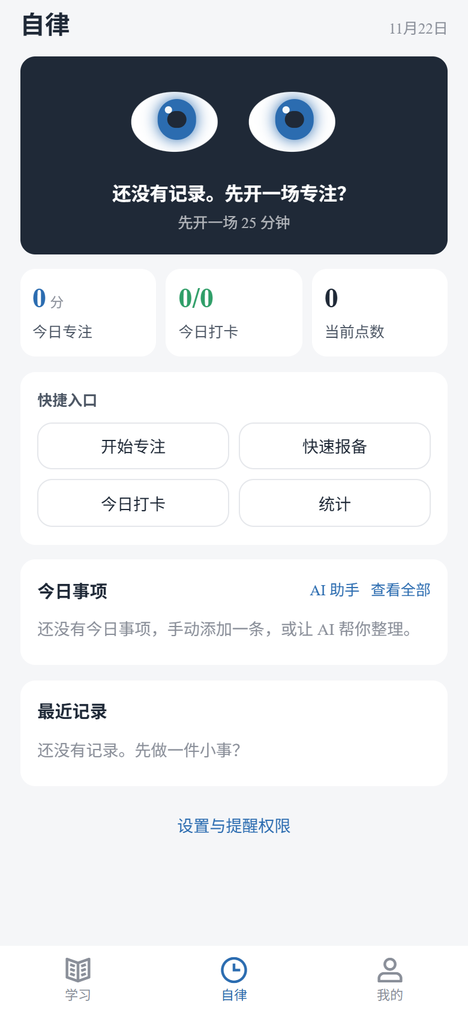 自律
11月22日
还没有记录。先开一场专注？
先开一场 25 分钟
0 分
今日专注
0/0
今日打卡
0
当前点数
快捷入口
开始专注
快速报备
今日打卡
统计
今日事项
AI 助手
查看全部
还没有今日事项，手动添加一条，或让 AI 帮你整理。
最近记录
还没有记录。先做一件小事？
设置与提醒权限
学习
自律
我的